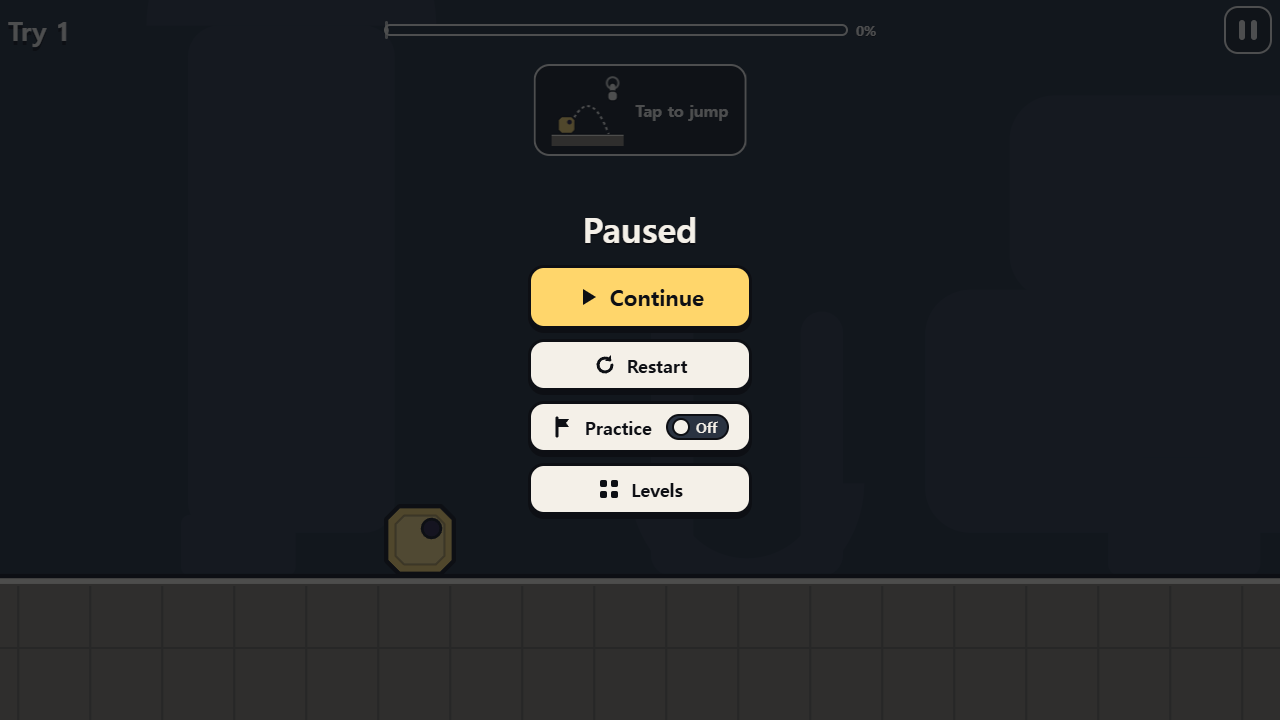 Try 1
0%
Tap to jump
Paused
Continue
Restart
Practice Off
Levels